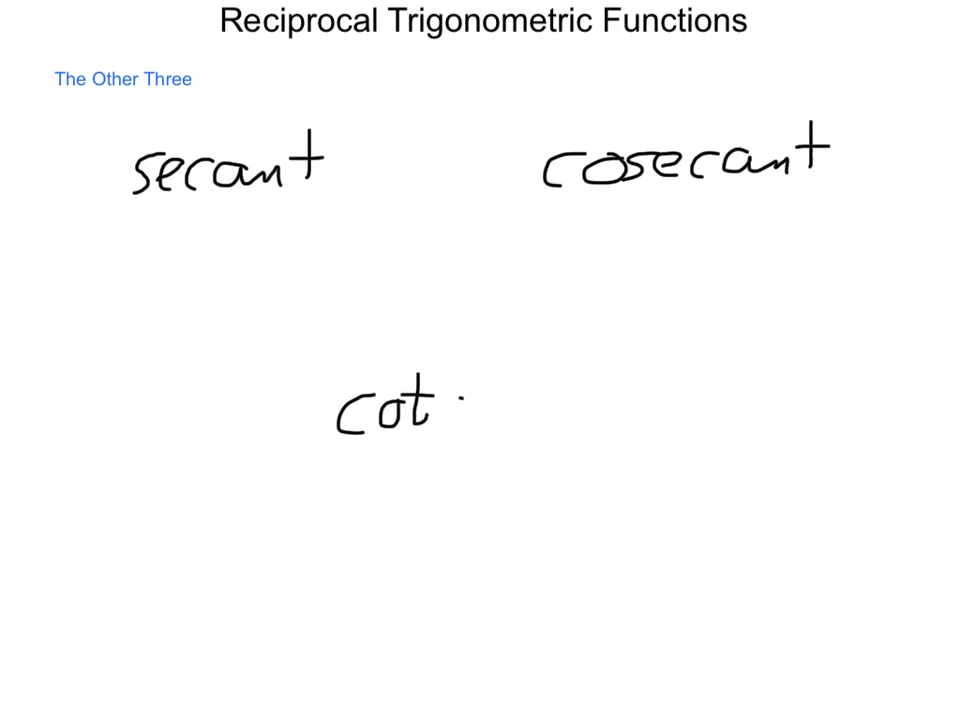 Reciprocal Trigonometric Functions
The Other Three
secant cosecant
cot